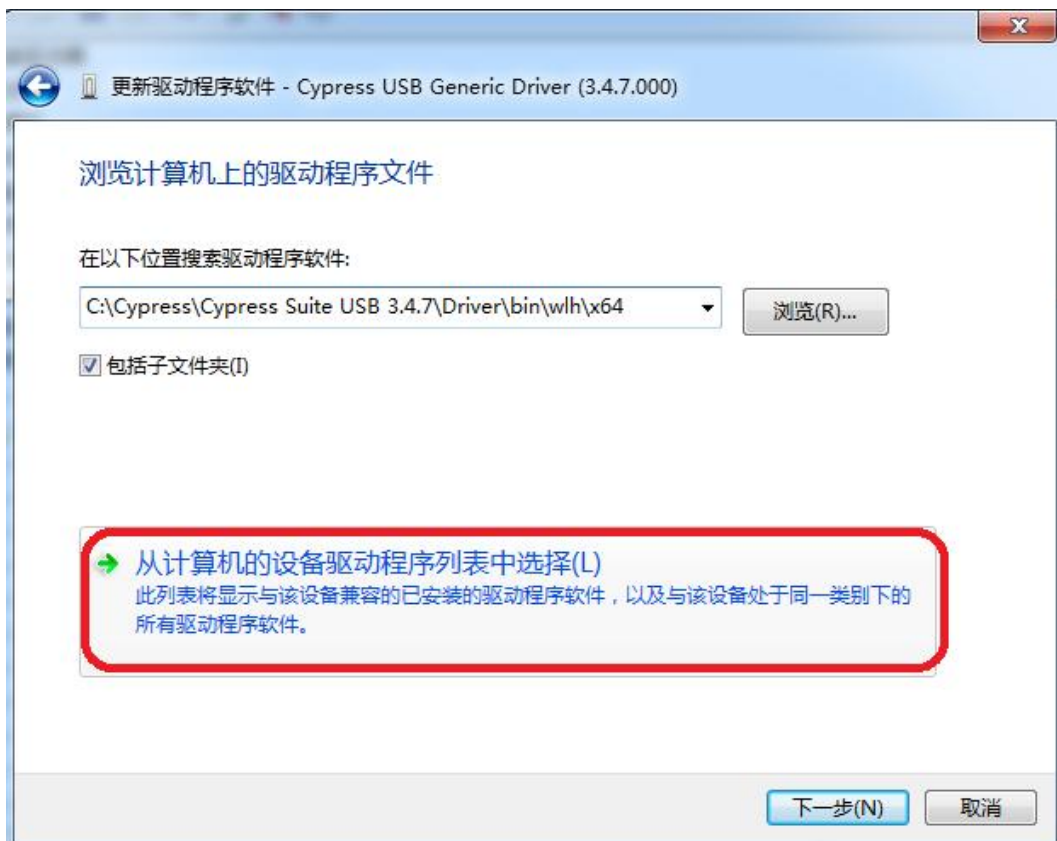 更新驱动程序软件 - Cypress USB Generic Driver (3.4.7.000)
浏览计算机上的驱动程序文件
在以下位置搜索驱动程序软件:
C:\Cypress\Cypress Suite USB 3.4.7\Driver\bin\wlh\x64
浏览(R)...
包括子文件夹(I)
从计算机的设备驱动程序列表中选择(L)
此列表将显示与该设备兼容的已安装的驱动程序软件，以及与该设备处于同一类别下的
所有驱动程序软件。
下一步(N)
取消